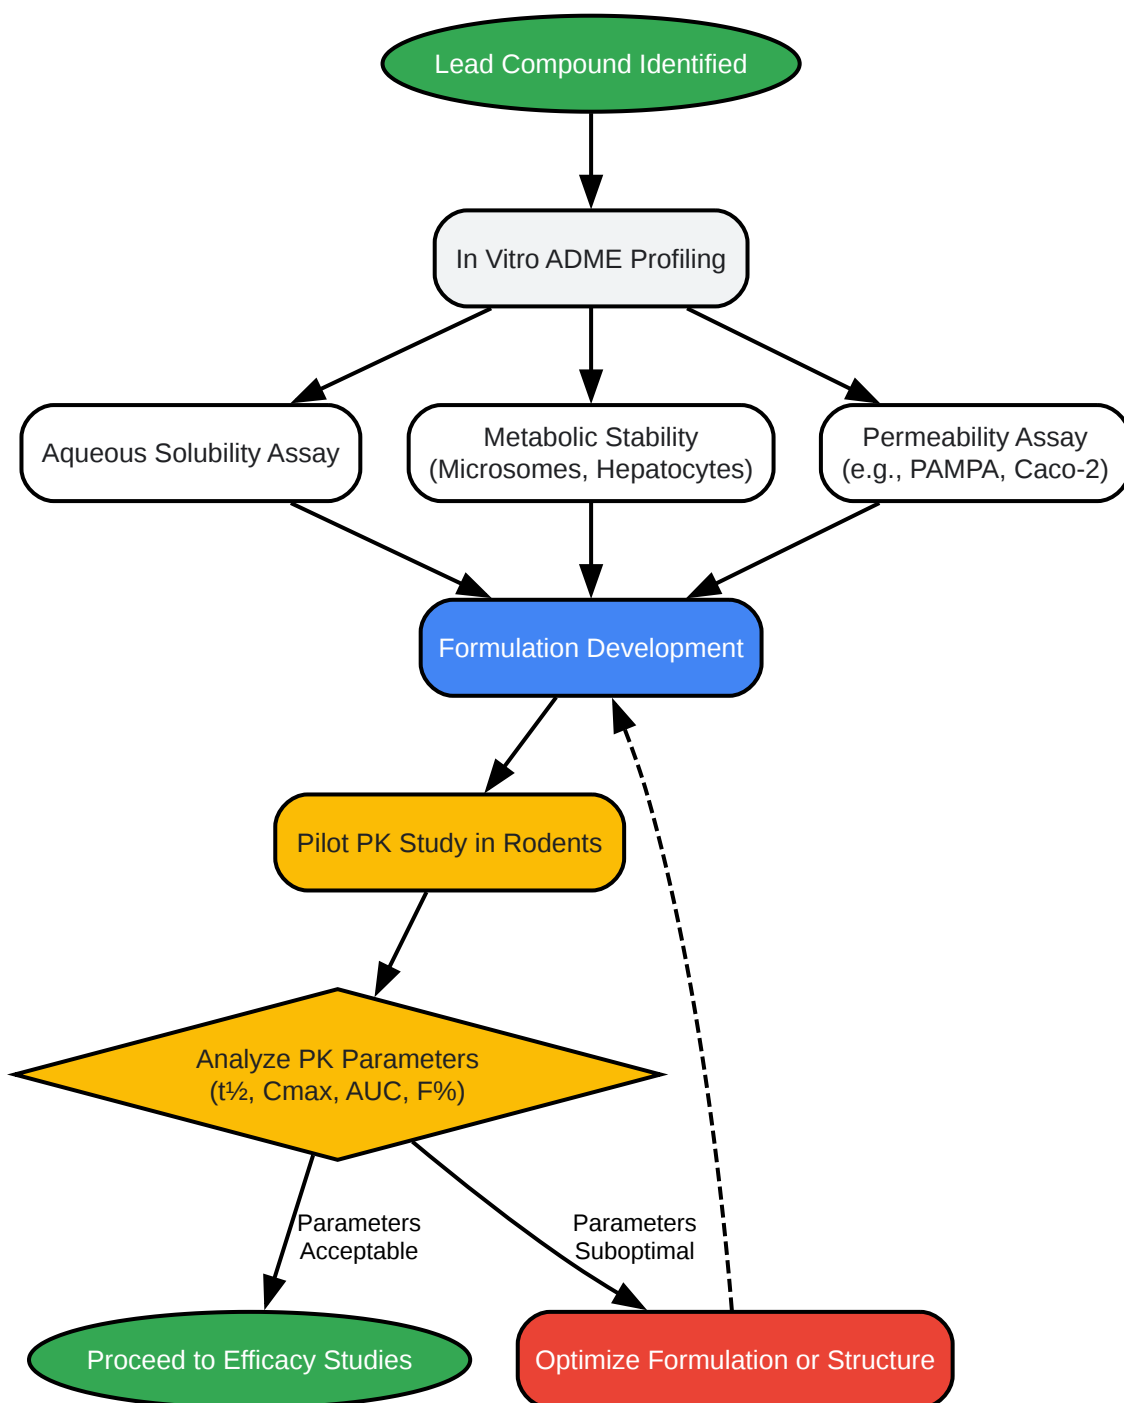 Lead Compound Identified
In Vitro ADME Profiling
Aqueous Solubility Assay
Metabolic Stability
(Microsomes, Hepatocytes)
Permeability Assay
(e.g., PAMPA, Caco-2)
Formulation Development
Pilot PK Study in Rodents
Analyze PK Parameters
(t½, Cmax, AUC, F%)
Parameters
Acceptable
Parameters
Suboptimal
Proceed to Efficacy Studies
Optimize Formulation or Structure